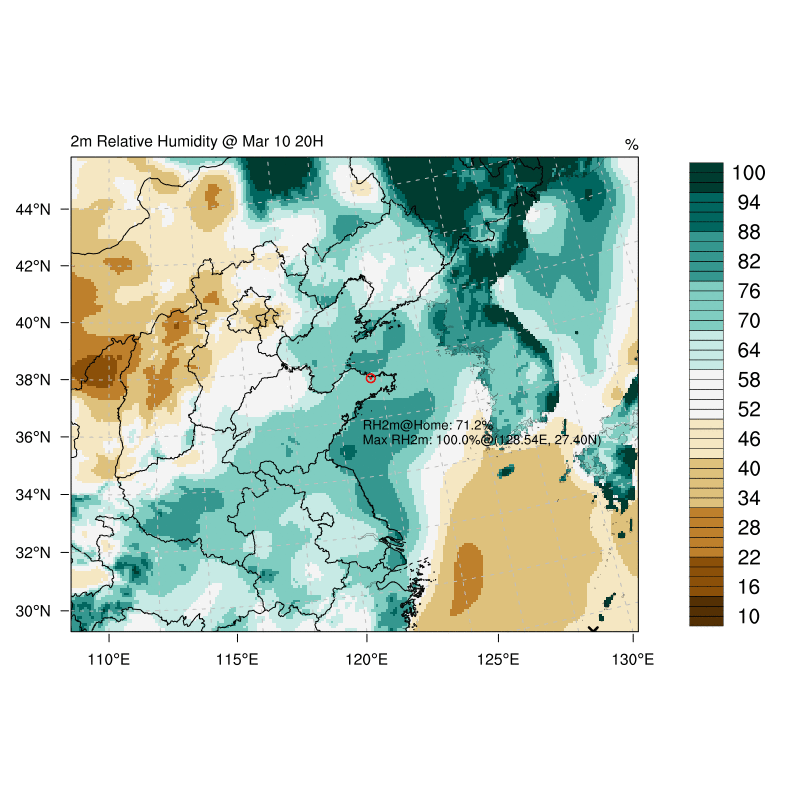 2m Relative Humidity @ Mar 10 20H
%
44°N
42°N
40°N
38°N
36°N
34°N
32°N
30°N
110°E
115°E
120°E
125°E
130°E
RH2m@Home: 71.2%
Max RH2m: 100.0%@(128.54E, 27.40N)
100
94
88
82
76
70
64
58
52
46
40
34
28
22
16
10